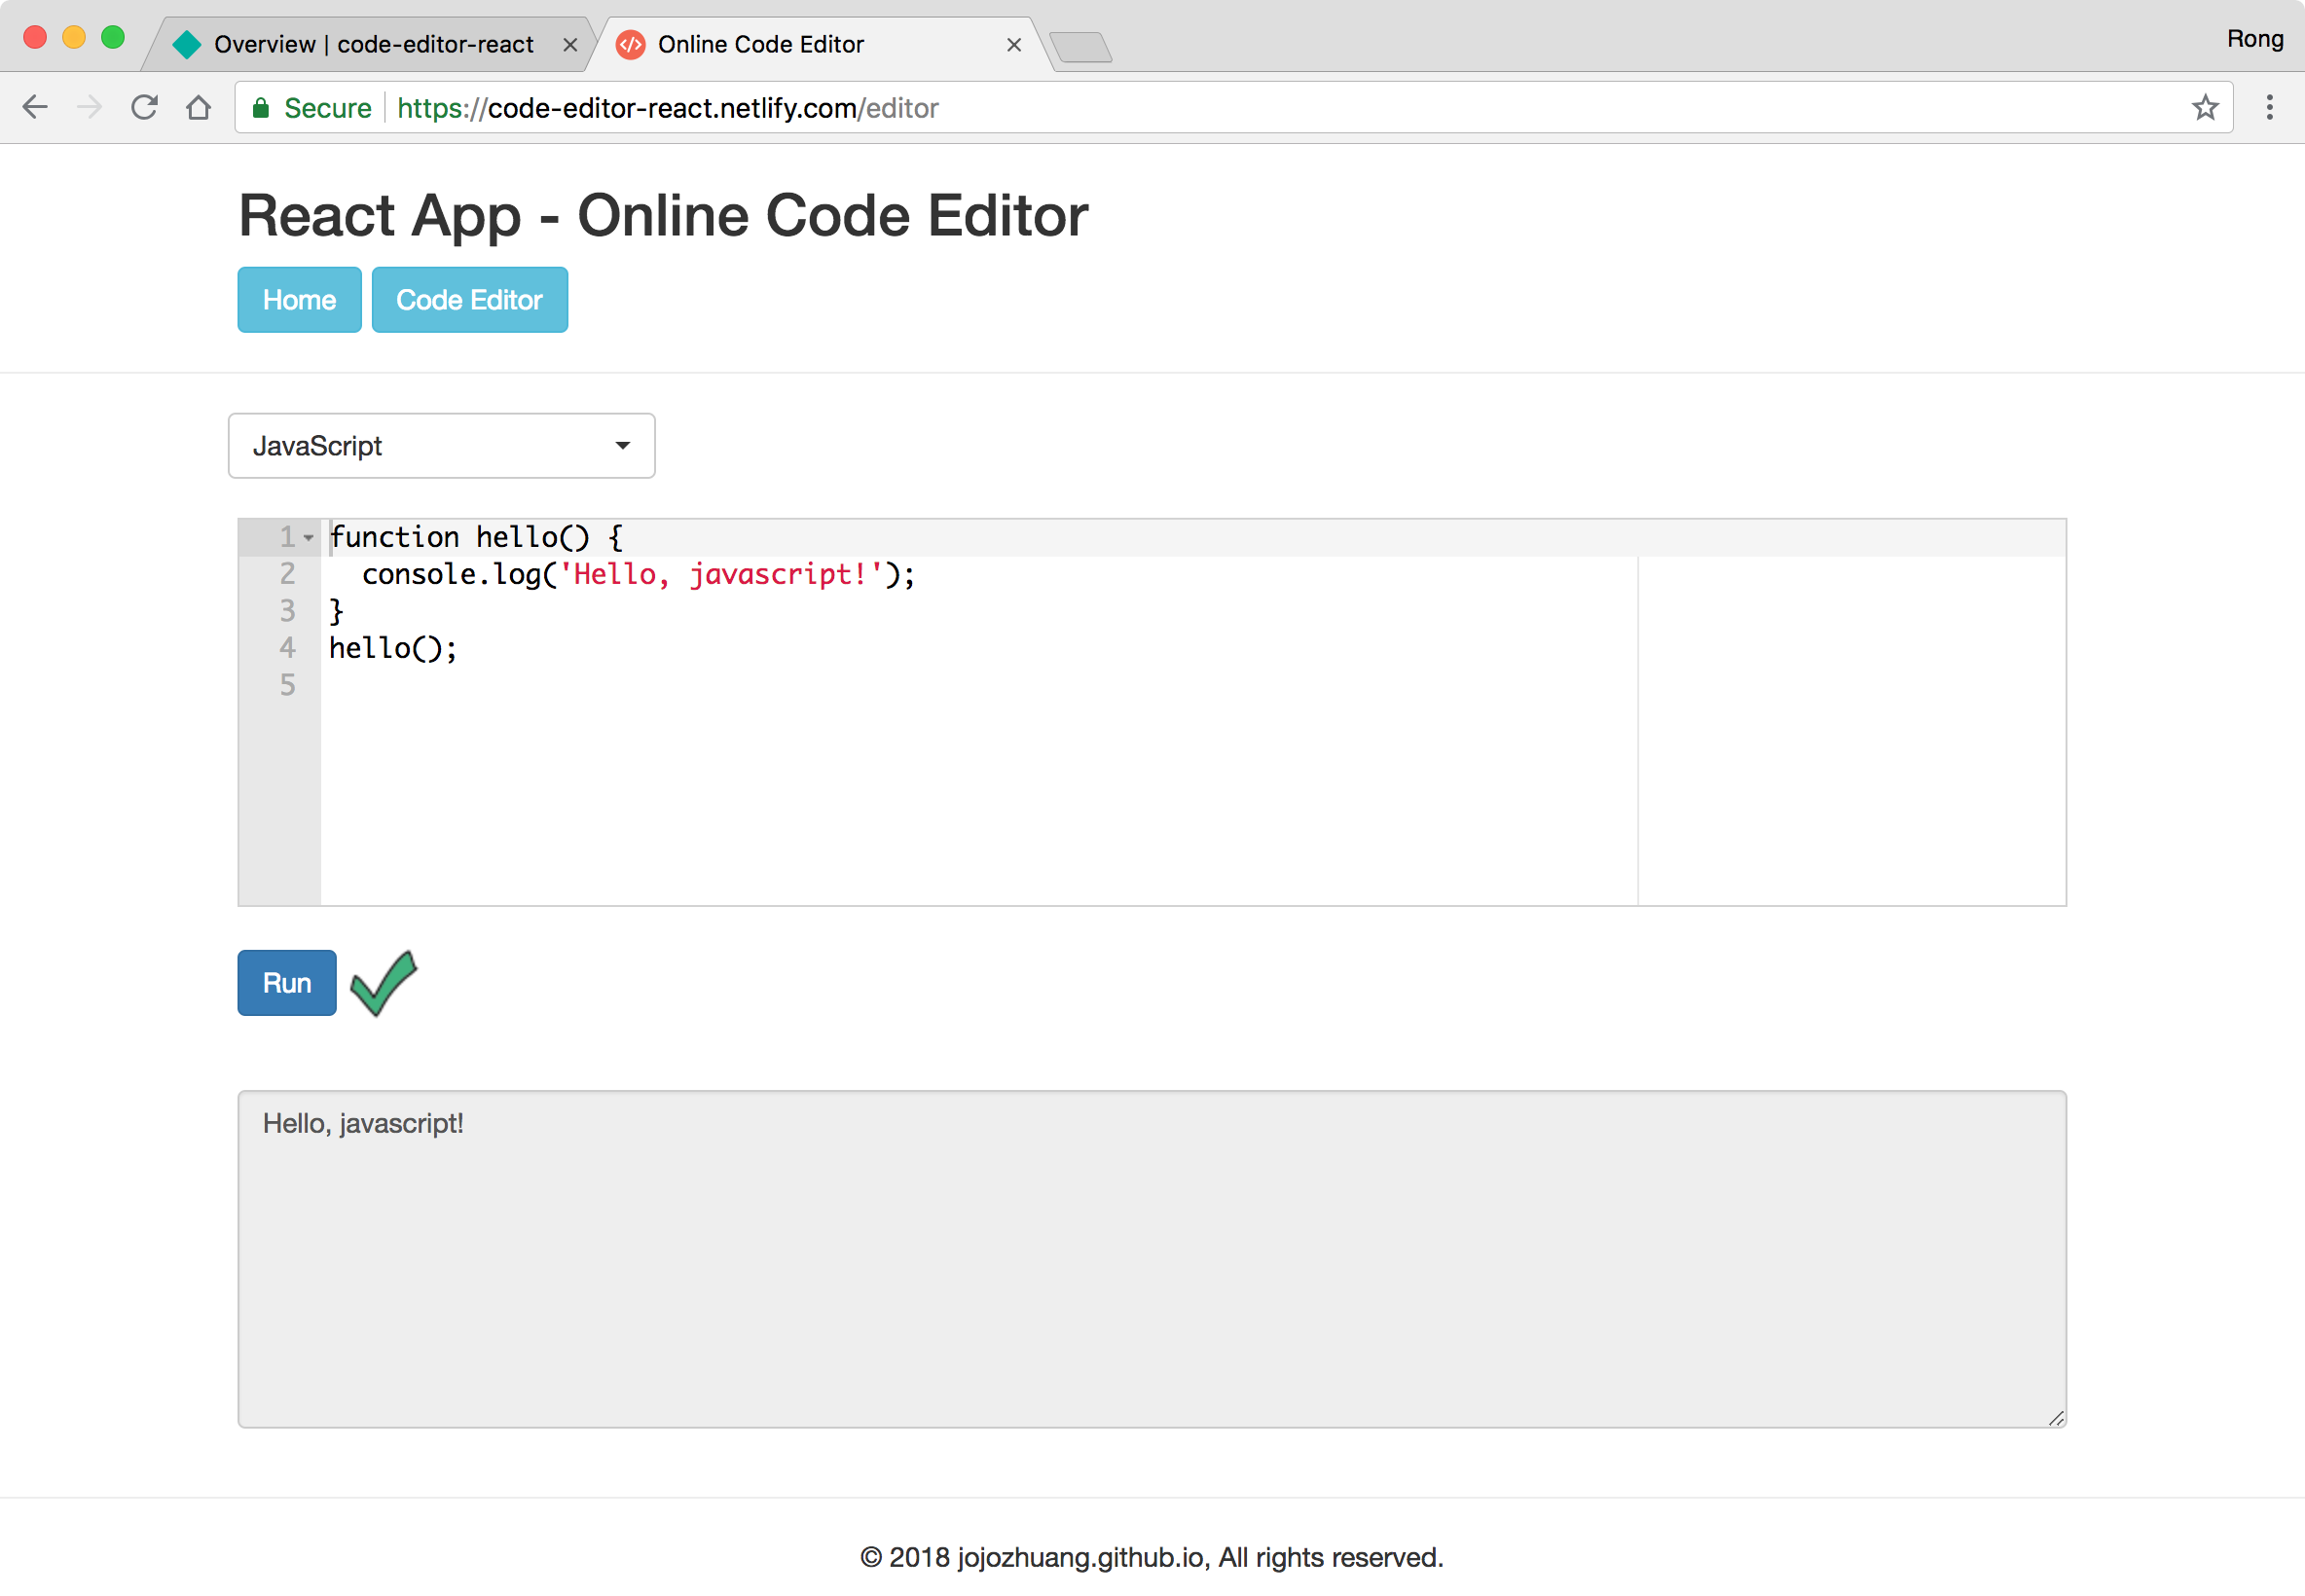 Overview | code-editor-react
Online Code Editor
Rong
Secure https://code-editor-react.netlify.com/editor
React App - Online Code Editor
Home
Code Editor
JavaScript
1 function hello() {
2   console.log('Hello, javascript!');
3 }
4 hello();
5
Run
Hello, javascript!
© 2018 jojozhuang.github.io, All rights reserved.